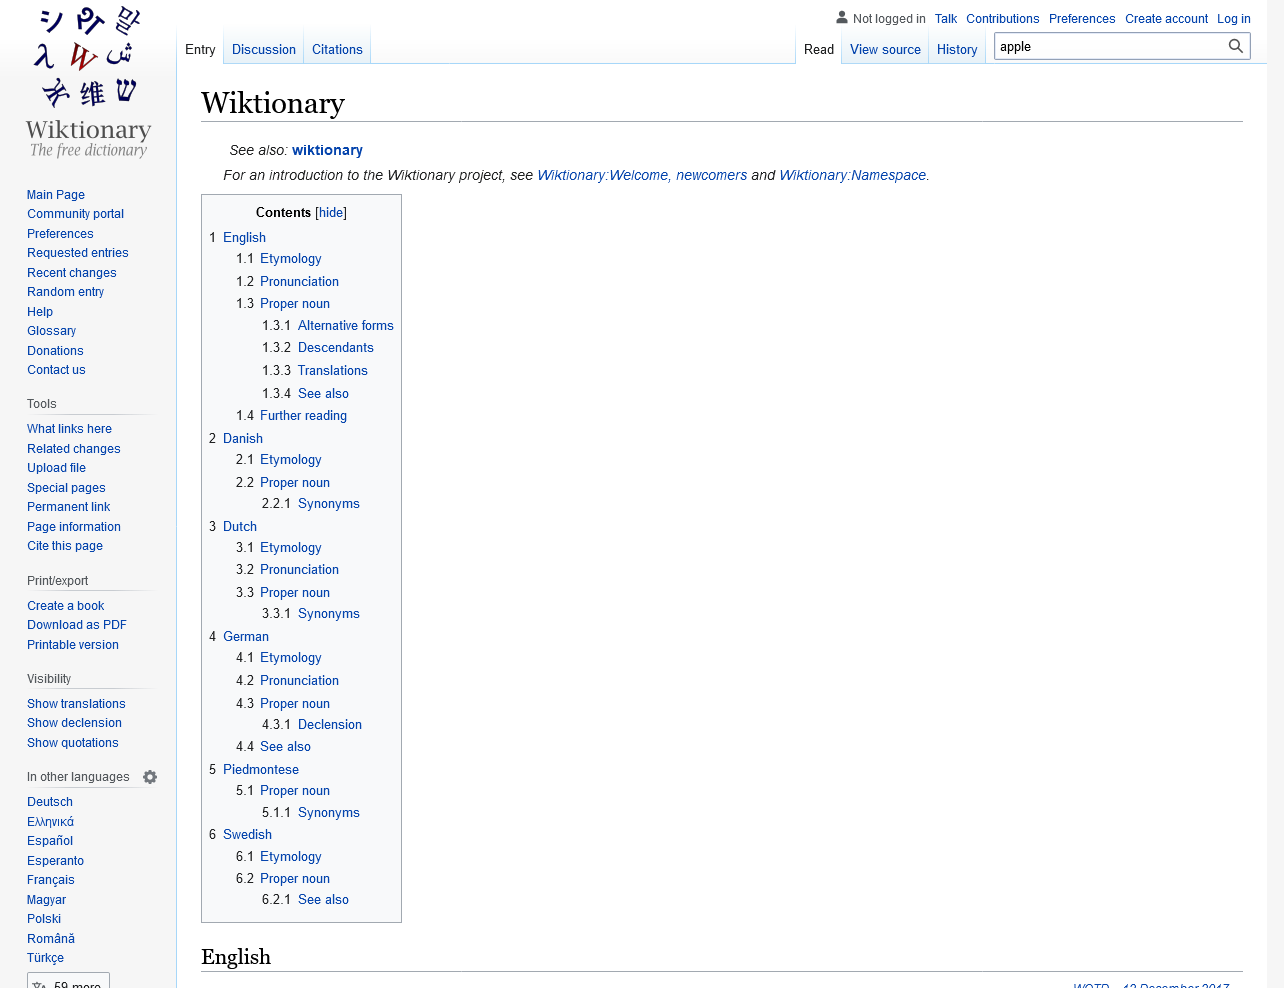 Not logged in Talk Contributions Preferences Create account Log in
Entry Discussion Citations Read View source History apple
Wiktionary
The free dictionary
Main Page
Community portal
Preferences
Requested entries
Recent changes
Random entry
Help
Glossary
Donations
Contact us
Tools
What links here
Related changes
Upload file
Special pages
Permanent link
Page information
Cite this page
Print/export
Create a book
Download as PDF
Printable version
Visibility
Show translations
Show declension
Show quotations
In other languages
Deutsch
Ελληνικά
Español
Esperanto
Français
Magyar
Polski
Română
Türkçe
59 more
Wiktionary
See also: wiktionary
For an introduction to the Wiktionary project, see Wiktionary:Welcome, newcomers and Wiktionary:Namespace.
Contents [hide]
1 English
1.1 Etymology
1.2 Pronunciation
1.3 Proper noun
1.3.1 Alternative forms
1.3.2 Descendants
1.3.3 Translations
1.3.4 See also
1.4 Further reading
2 Danish
2.1 Etymology
2.2 Proper noun
2.2.1 Synonyms
3 Dutch
3.1 Etymology
3.2 Pronunciation
3.3 Proper noun
3.3.1 Synonyms
4 German
4.1 Etymology
4.2 Pronunciation
4.3 Proper noun
4.3.1 Declension
4.4 See also
5 Piedmontese
5.1 Proper noun
5.1.1 Synonyms
6 Swedish
6.1 Etymology
6.2 Proper noun
6.2.1 See also
English
WOTD – 12 December 2017